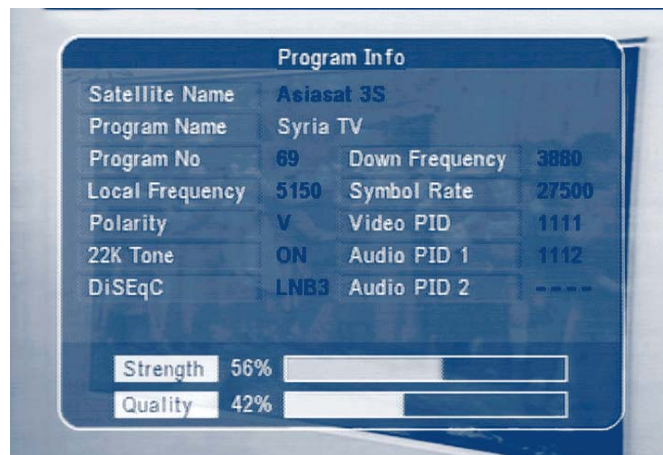 Program Info
Satellite Name Asiasat 3S
Program Name Syria TV
Program No 69 Down Frequency 3880
Local Frequency 5150 Symbol Rate 27500
Polarity V Video PID 1111
22K Tone ON Audio PID 1 1112
DiSEqC LNB3 Audio PID 2 ----
Strength 56%
Quality 42%